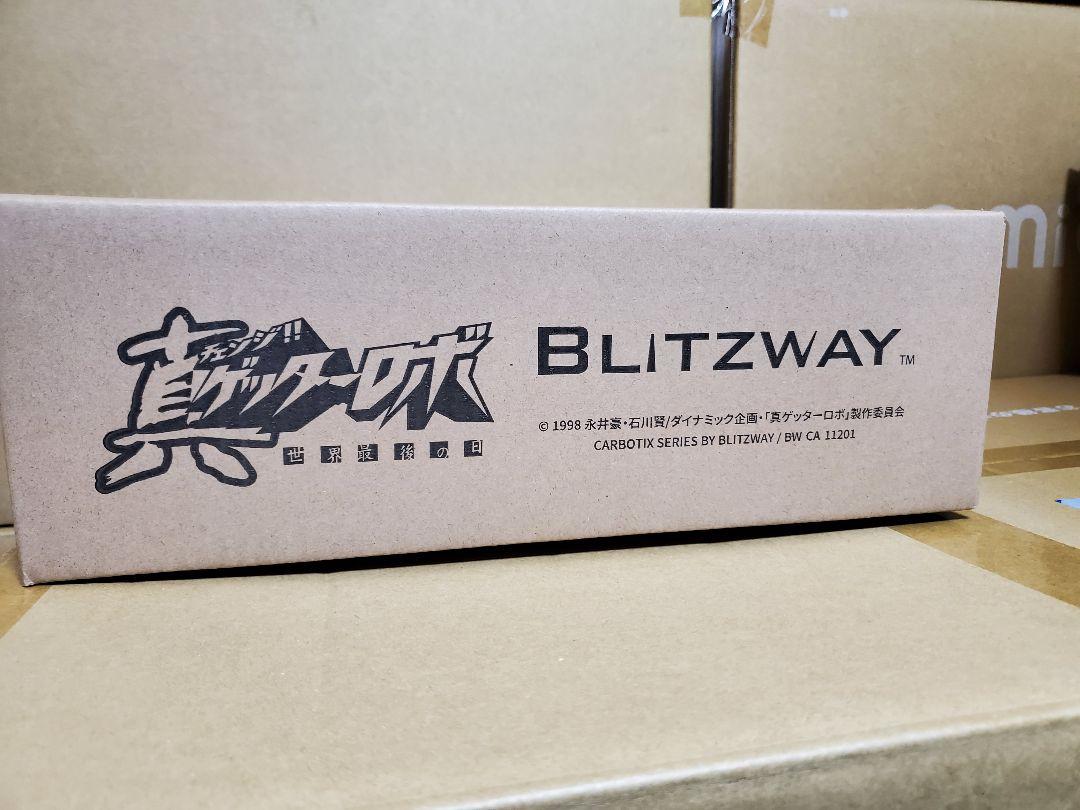 チェンジ!!
真ゲッターロボ
世界最後の日
BLITZWAY™
© 1998 永井豪・石川賢/ダイナミック企画・「真ゲッターロボ」製作委員会
CARBOTIX SERIES BY BLITZWAY / BW CA 11201